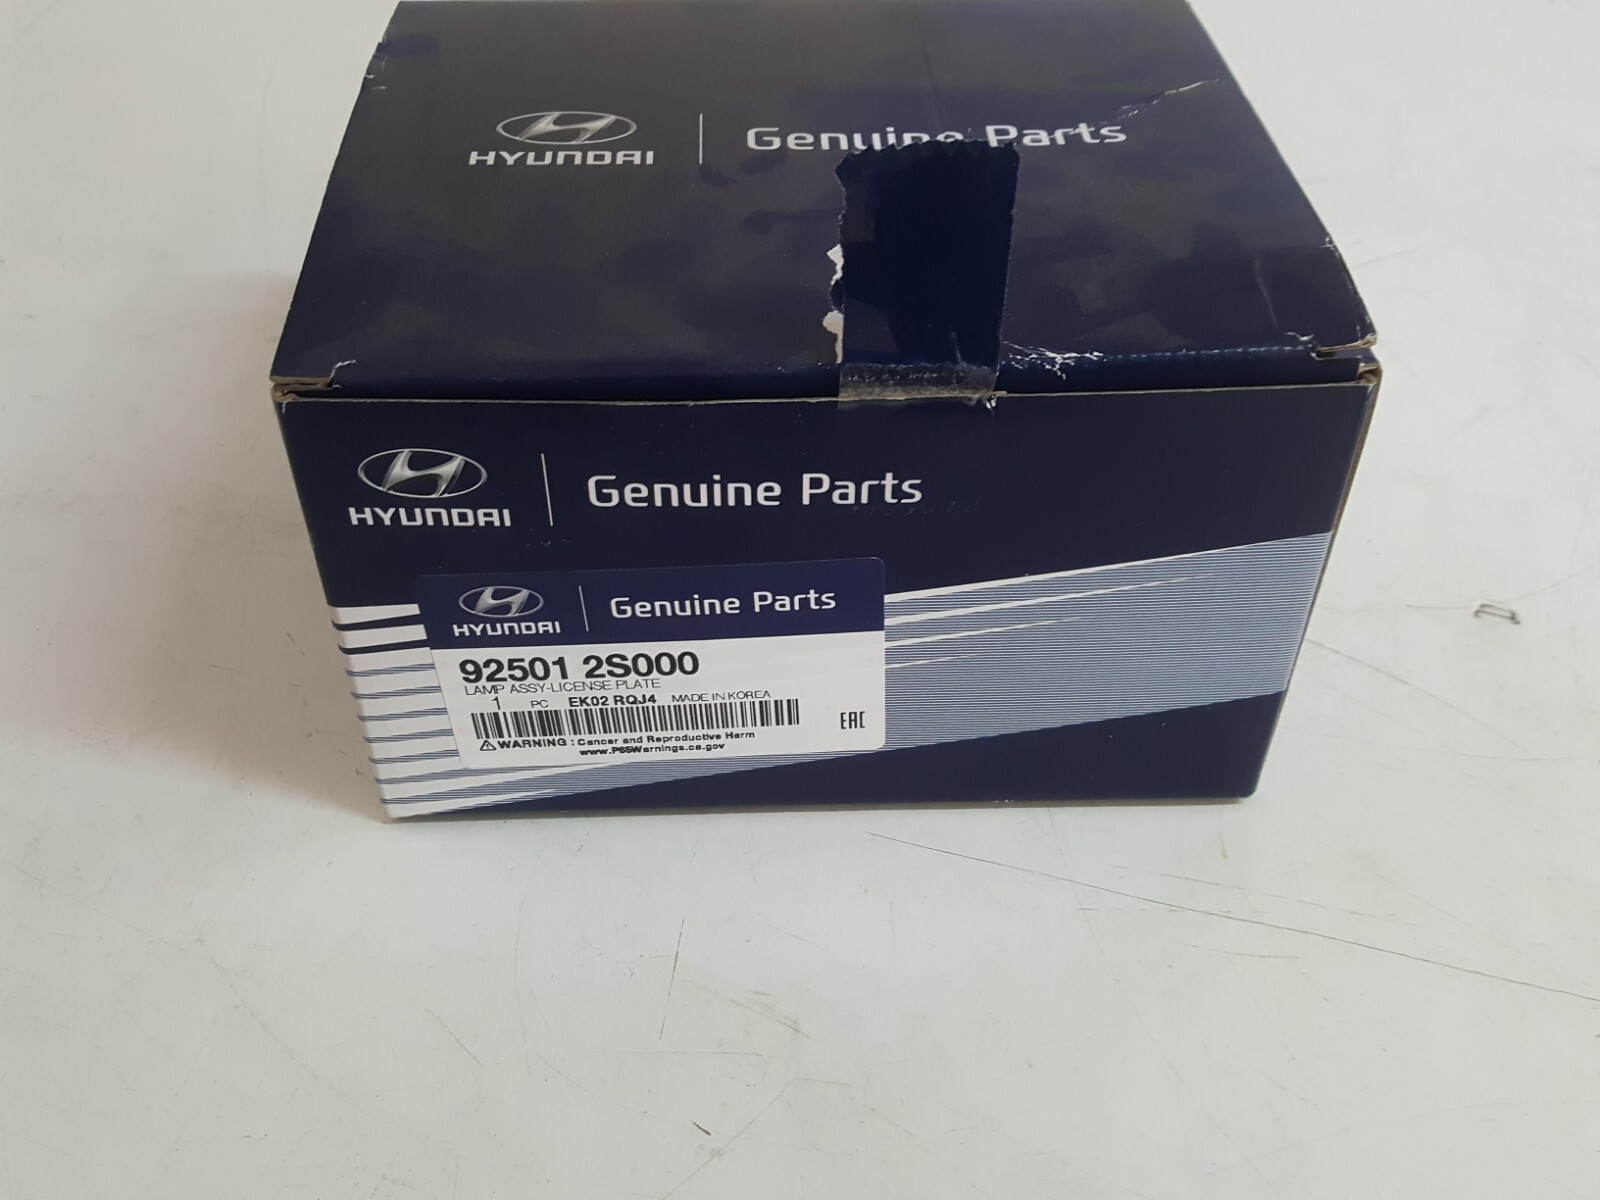 HYUNDAI Genuine Parts
HYUNDAI Genuine Parts
HYUNDAI Genuine Parts
92501 2S000
LAMP ASSY-LICENSE PLATE
1 PC EK02 RQJ4 MADE IN KOREA
EAC
WARNING : Cancer and Reproductive Harm
www.P65Warnings.ca.gov